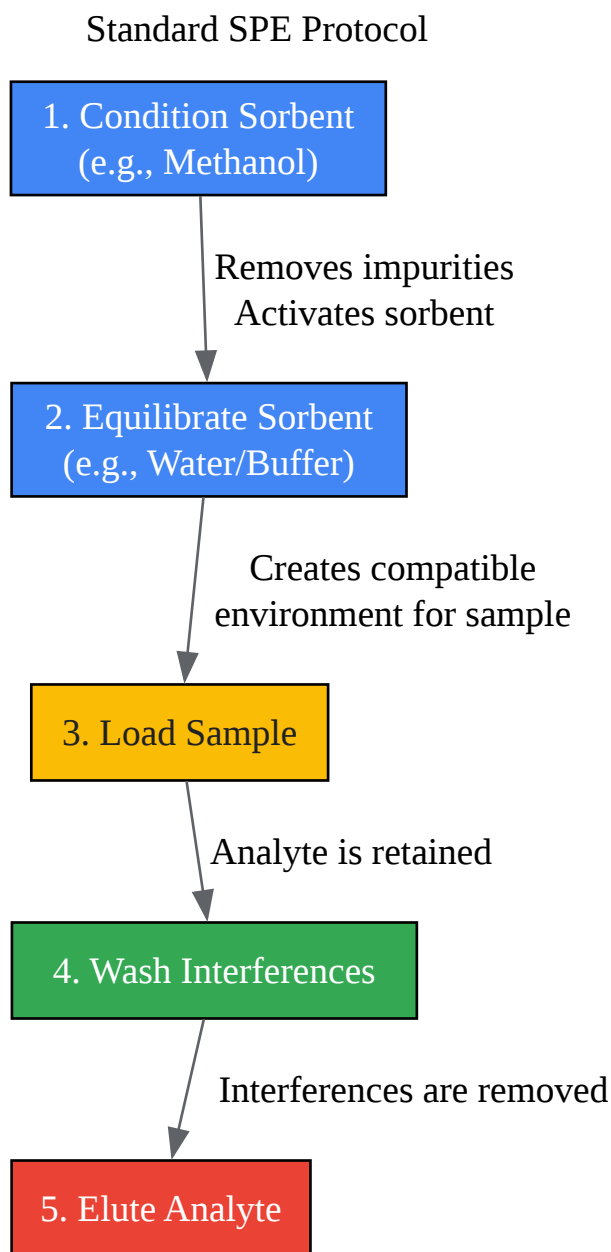 Standard SPE Protocol
1. Condition Sorbent
(e.g., Methanol)
Removes impurities
Activates sorbent
2. Equilibrate Sorbent
(e.g., Water/Buffer)
Creates compatible
environment for sample
3. Load Sample
Analyte is retained
4. Wash Interferences
Interferences are removed
5. Elute Analyte